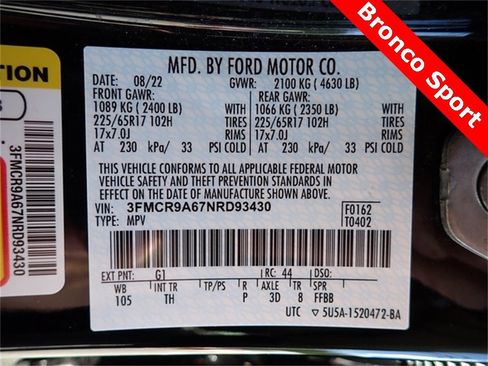 Bronco Sport
TION
3
3FMCR9A67NRD93430
MFD. BY FORD MOTOR CO.
DATE: 08/22 GVWR: 2100 KG ( 4630 LB)
FRONT GAWR: REAR GAWR:
1089 KG ( 2400 LB) WITH 1066 KG ( 2350 LB) WITH
225/65R17 102H TIRES 225/65R17 102H TIRES
17x7.0J RIMS 17x7.0J RIMS
AT 230 kPa/ 33 PSI COLD AT 230 kPa/ 33 PSI COLD
THIS VEHICLE CONFORMS TO ALL APPLICABLE FEDERAL MOTOR
VEHICLE SAFETY AND THEFT PREVENTION STANDARDS IN EFFECT
ON THE DATE OF MANUFACTURE SHOWN ABOVE.
VIN: 3FMCR9A67NRD93430 F0162
TYPE: MPV T0402
EXT PNT: G1 RC: 44 DSO:
WB INT TR TP/PS R AXLE TR SPR
105 TH P 3D 8 FFBB
UTC 5U5A-1520472-BA